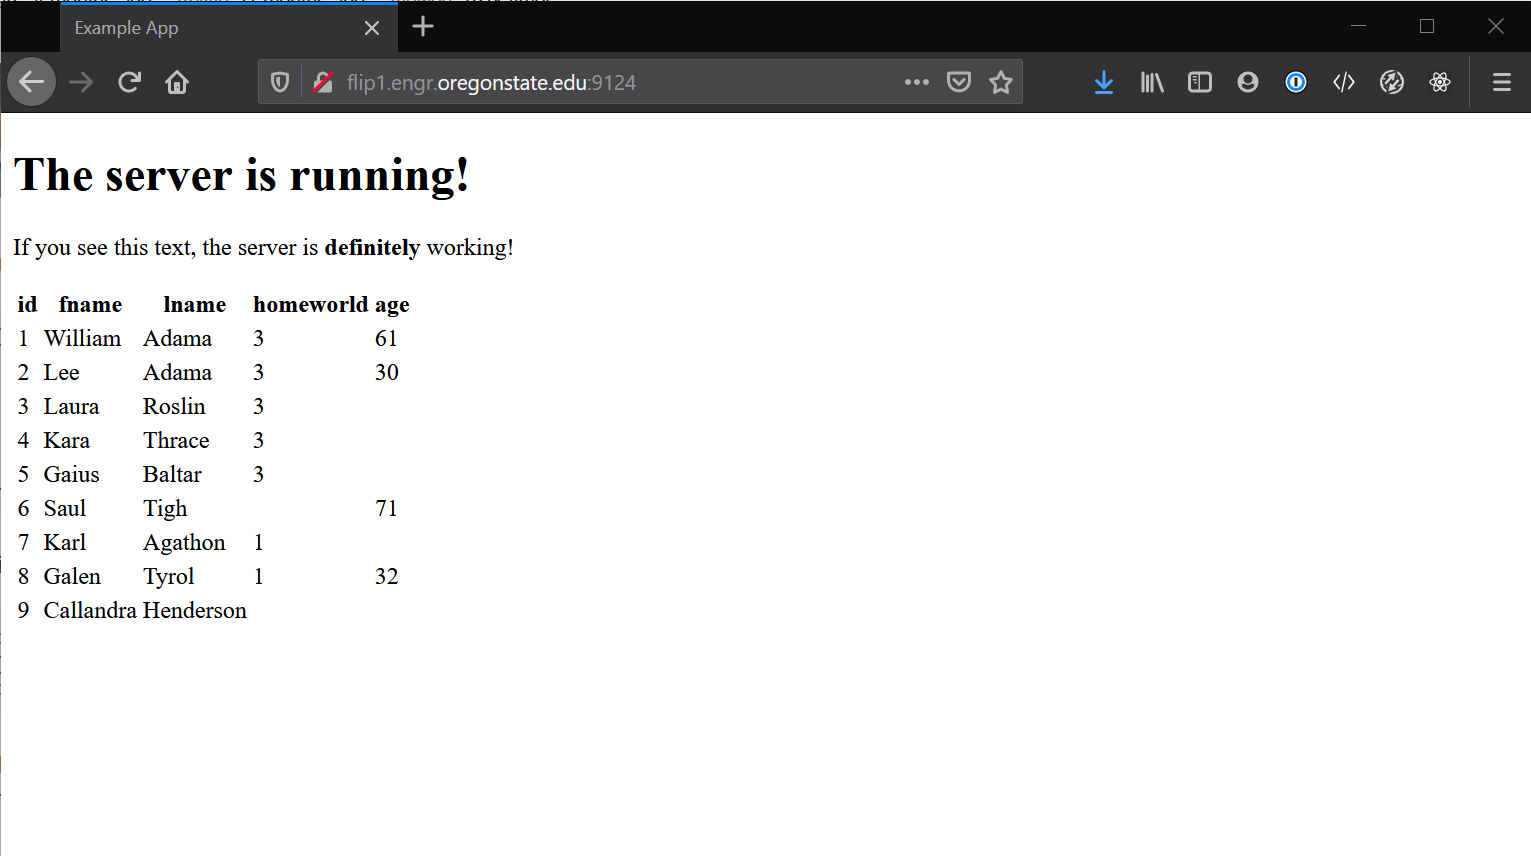 Example App
flip1.engr.oregonstate.edu:9124
The server is running!
If you see this text, the server is definitely working!
id fname lname homeworld age
1 William Adama 3 61
2 Lee Adama 3 30
3 Laura Roslin 3
4 Kara Thrace 3
5 Gaius Baltar 3
6 Saul Tigh 71
7 Karl Agathon 1
8 Galen Tyrol 1 32
9 Callandra Henderson